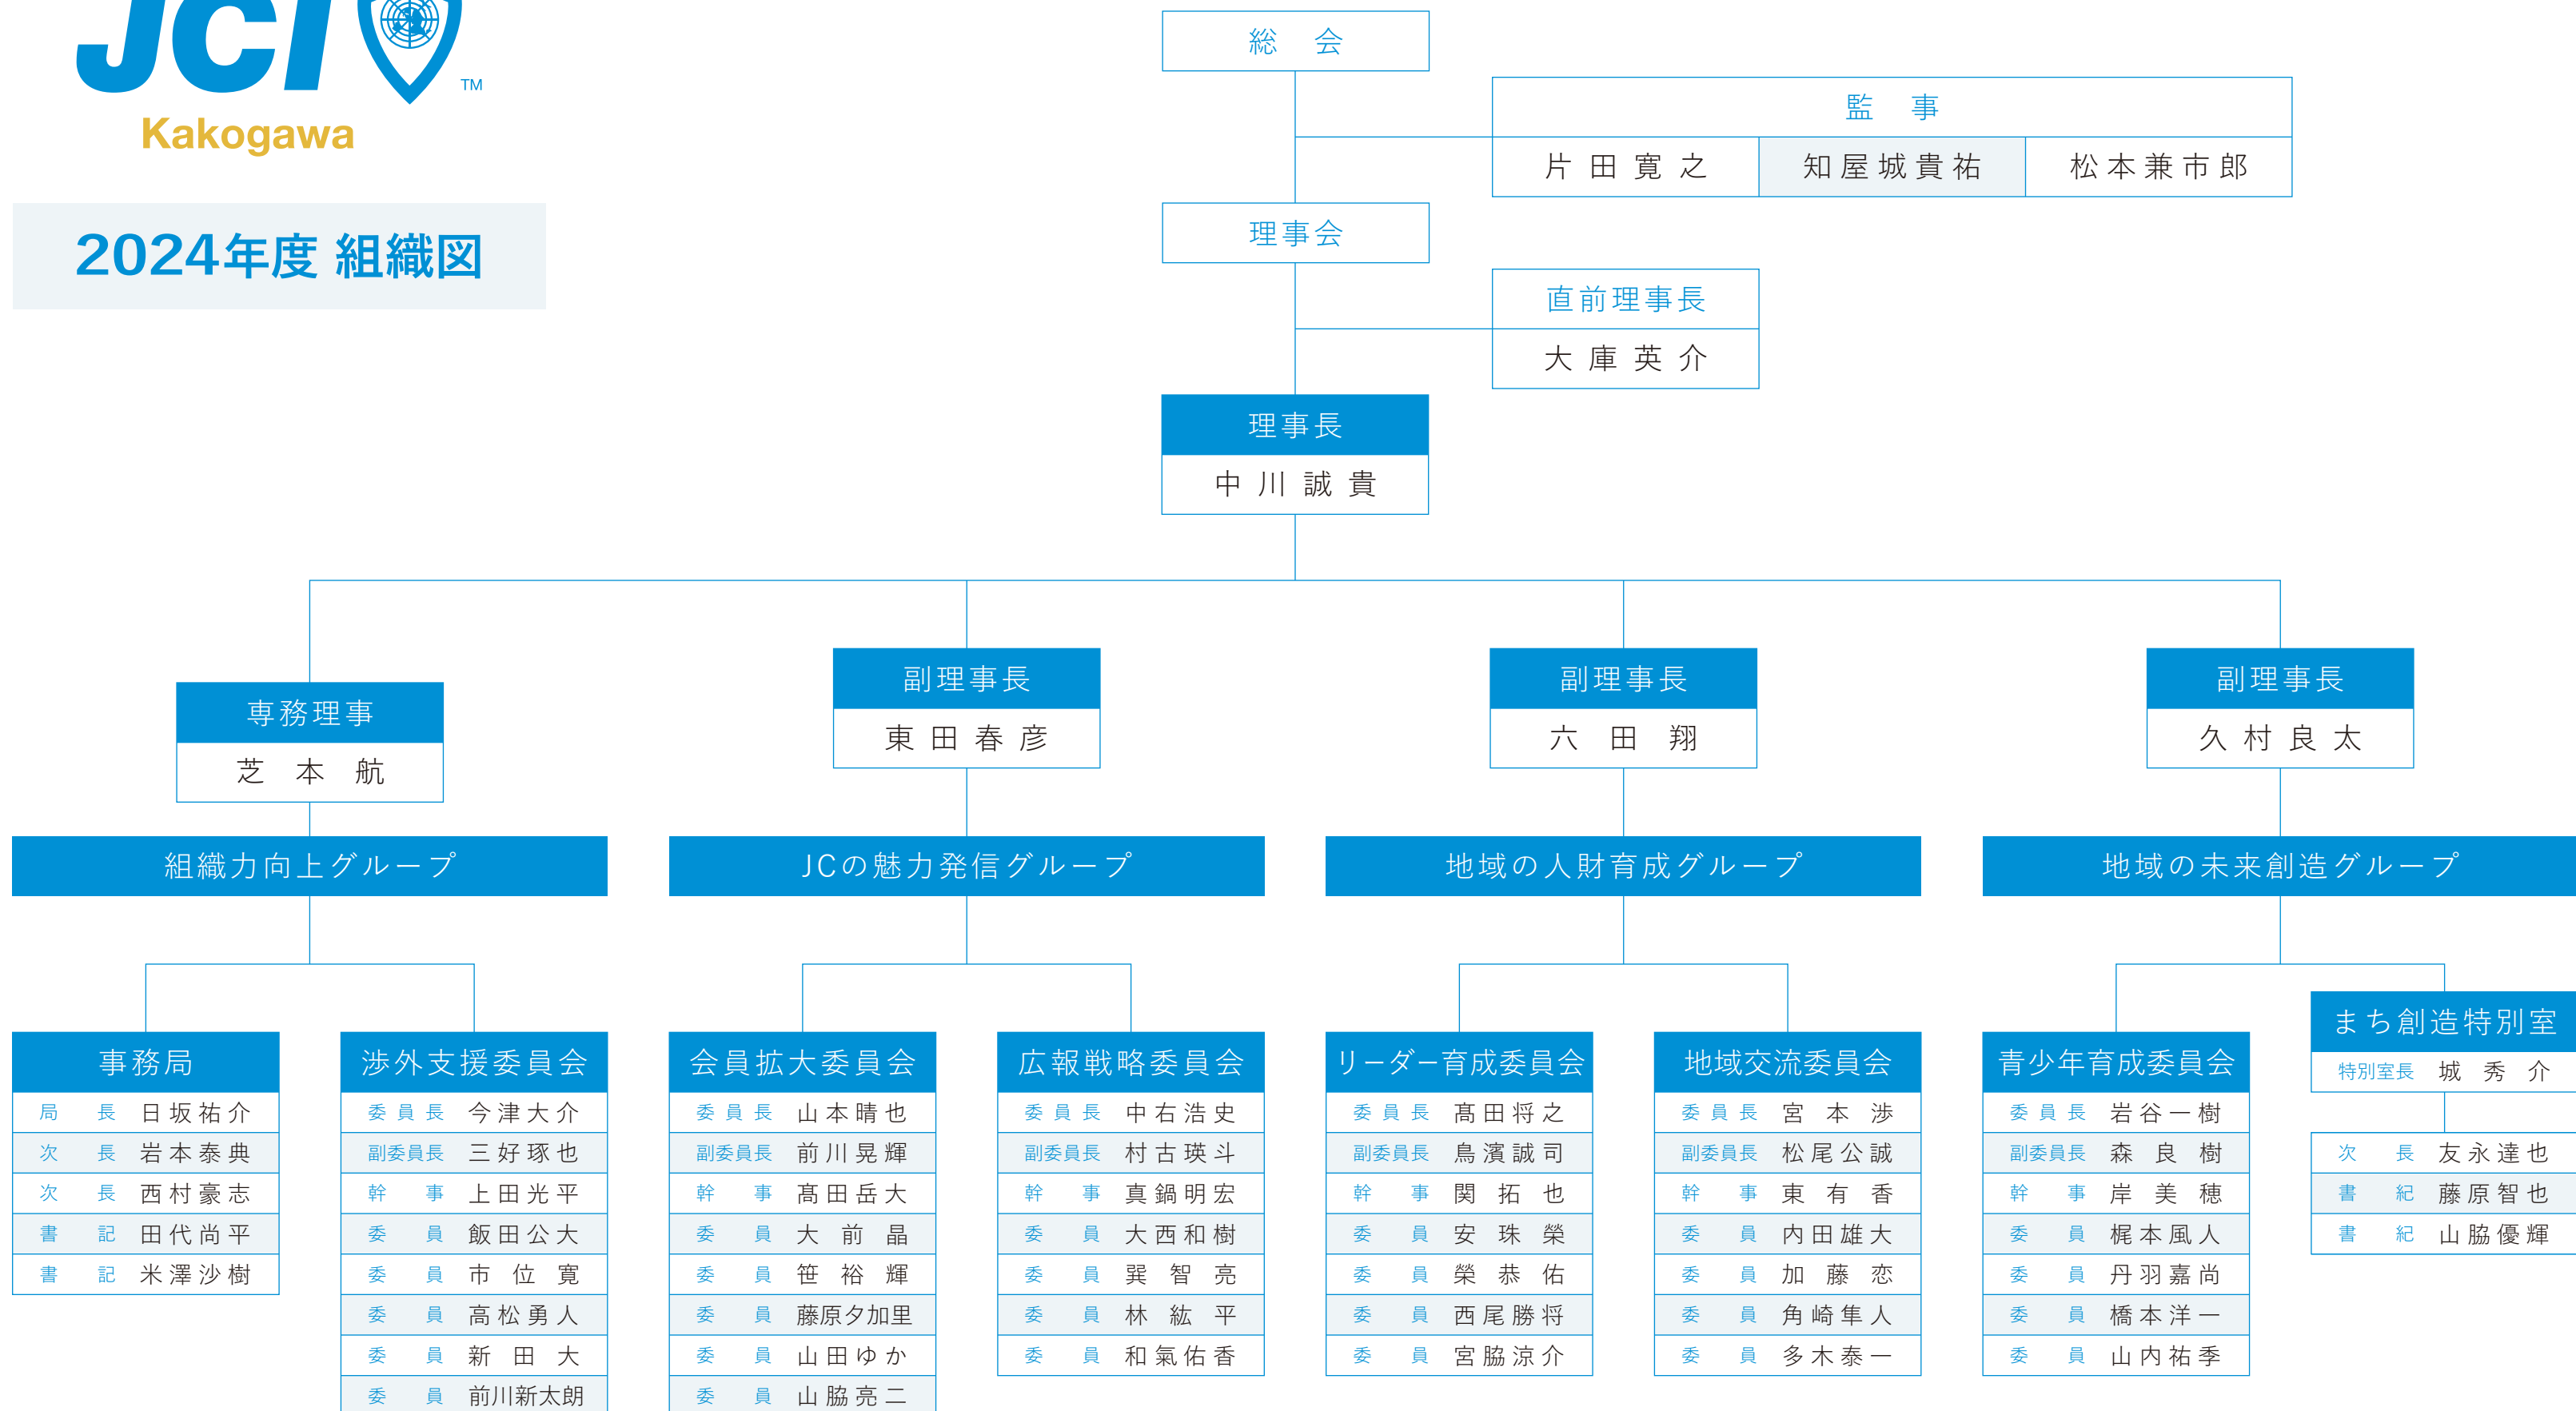 JCI
TM
Kakogawa
2024年度 組織図
総 会
監 事
片田寛之 知屋城貴祐 松本兼市郎
理事会
直前理事長
大庫英介
理事長
中川誠貴
専務理事
芝本航
副理事長
東田春彦
副理事長
六田翔
副理事長
久村良太
組織力向上グループ
JCの魅力発信グループ
地域の人財育成グループ
地域の未来創造グループ
事務局
局長 日坂祐介
次長 岩本泰典
次長 西村豪志
書記 田代尚平
書記 米澤沙樹
渉外支援委員会
委員長 今津大介
副委員長 三好琢也
幹事 上田光平
委員 飯田公大
委員 市位寛
委員 高松勇人
委員 新田大
委員 前川新太朗
会員拡大委員会
委員長 山本晴也
副委員長 前川晃輝
幹事 髙田岳大
委員 大前晶
委員 笹裕輝
委員 藤原夕加里
委員 山田ゆか
委員 山脇亮二
広報戦略委員会
委員長 中右浩史
副委員長 村古瑛斗
幹事 真鍋明宏
委員 大西和樹
委員 巽智亮
委員 林紘平
委員 和氣佑香
リーダー育成委員会
委員長 髙田将之
副委員長 鳥濱誠司
幹事 関拓也
委員 安珠榮
委員 榮恭佑
委員 西尾勝将
委員 宮脇涼介
地域交流委員会
委員長 宮本渉
副委員長 松尾公誠
幹事 東有香
委員 内田雄大
委員 加藤恋
委員 角崎隼人
委員 多木泰一
青少年育成委員会
委員長 岩谷一樹
副委員長 森良樹
幹事 岸美穂
委員 梶本風人
委員 丹羽嘉尚
委員 橋本洋一
委員 山内祐季
まち創造特別室
特別室長 城秀介
次長 友永達也
書紀 藤原智也
書紀 山脇優輝